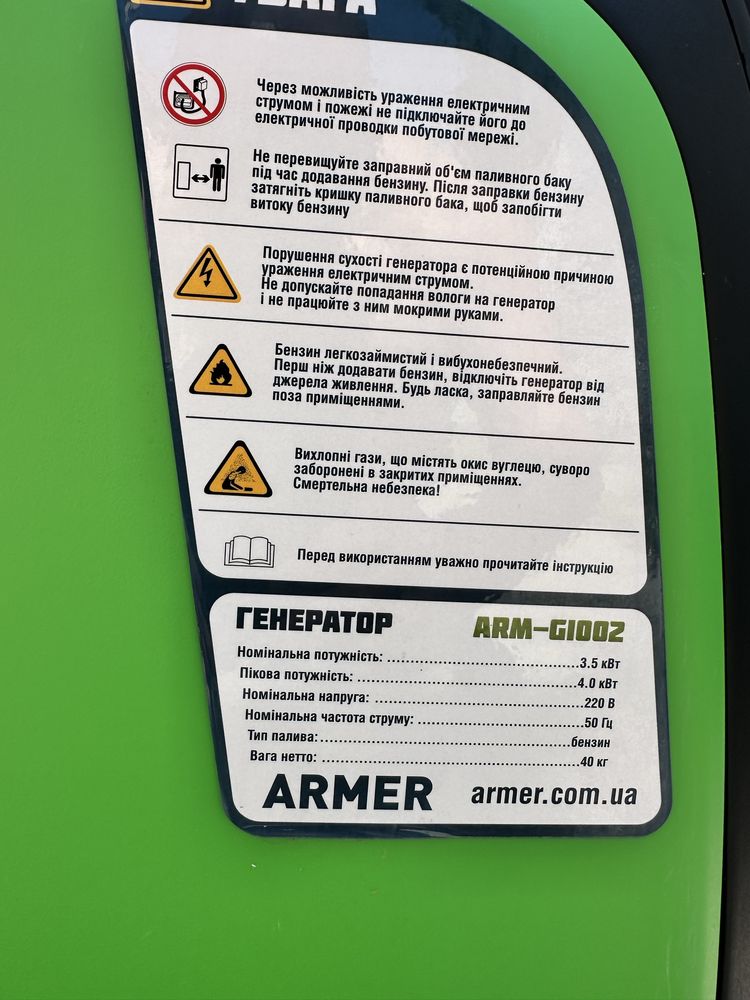 УВАГА
Через можливість ураження електричним
струмом і пожежі не підключайте його до
електричної проводки побутової мережі.
Не перевищуйте заправний об'єм паливного баку
під час додавання бензину. Після заправки бензину
затягніть кришку паливного бака, щоб запобігти
витоку бензину
Порушення сухості генератора є потенційною причиною
ураження електричним струмом.
Не допускайте попадання вологи на генератор
і не працюйте з ним мокрими руками.
Бензин легкозаймистий і вибухонебезпечний.
Перш ніж додавати бензин, відключіть генератор від
джерела живлення. Будь ласка, заправляйте бензин
поза приміщеннями.
Вихлопні гази, що містять окис вуглецю, суворо
заборонені в закритих приміщеннях.
Смертельна небезпека!
Перед використанням уважно прочитайте інструкцію
ГЕНЕРАТОР ARM-G1002
Номінальна потужність: 3.5 кВт
Пікова потужність: 4.0 кВт
Номінальна напруга: 220 В
Номінальна частота струму: 50 Гц
Тип палива: бензин
Вага нетто: 40 кг
ARMER armer.com.ua